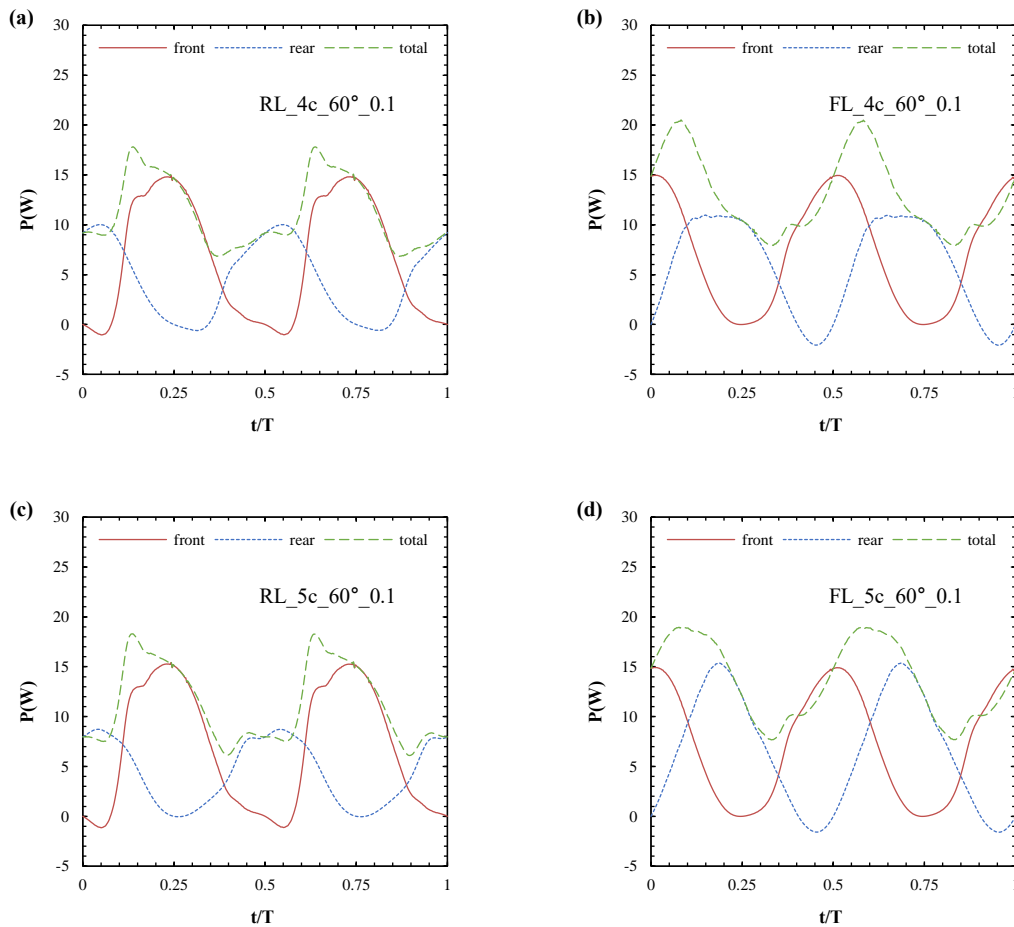 (a)
30
25
20
15
10
5
0
-5
P(W)
front rear total
RL_4c_60°_0.1
0 0.25 0.5 0.75 1
t/T
(b)
30
25
20
15
10
5
0
-5
P(W)
front rear total
FL_4c_60°_0.1
0 0.25 0.5 0.75 1
t/T
(c)
30
25
20
15
10
5
0
-5
P(W)
front rear total
RL_5c_60°_0.1
0 0.25 0.5 0.75 1
t/T
(d)
30
25
20
15
10
5
0
-5
P(W)
front rear total
FL_5c_60°_0.1
0 0.25 0.5 0.75 1
t/T